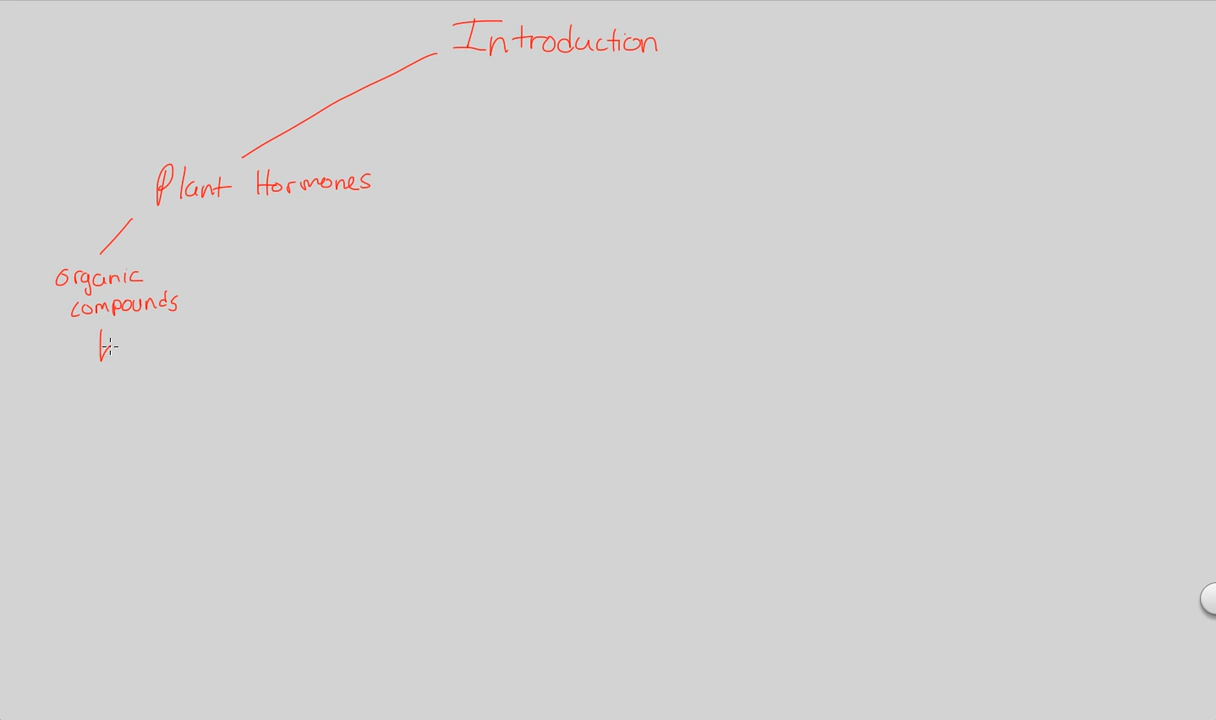 Introduction
Plant Hormones
organic
compounds